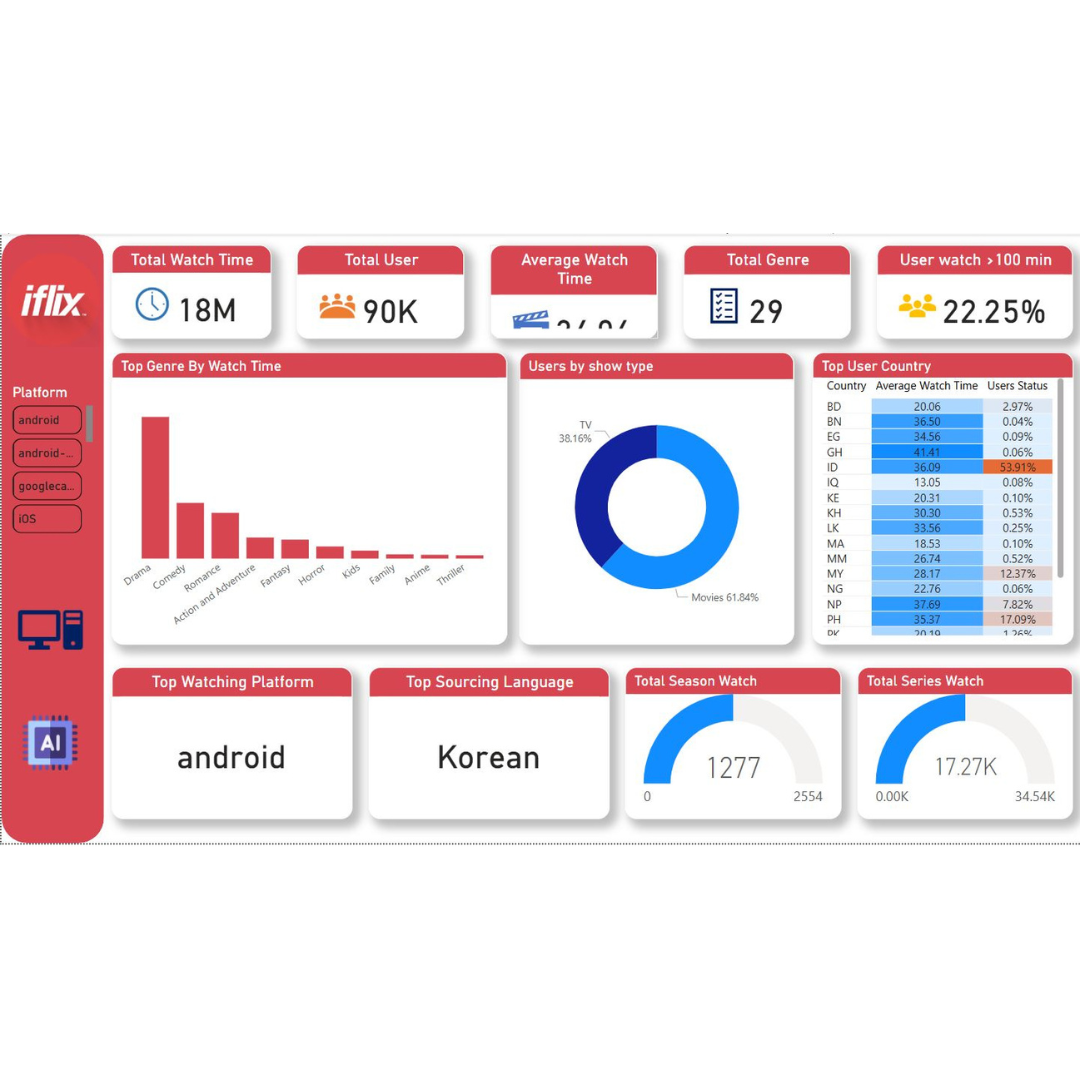 iflix
Platform
android
android-...
googleca...
iOS
AI
Total Watch Time
18M
Total User
90K
Average Watch
Time
Total Genre
29
User watch >100 min
22.25%
Top Genre By Watch Time
Drama
Comedy
Romance
Action and Adventure
Fantasy
Horror
Kids
Family
Anime
Thriller
Users by show type
TV
38.16%
Movies 61.84%
Top User Country
Country Average Watch Time Users Status
BD 20.06 2.97%
BN 36.50 0.04%
EG 34.56 0.09%
GH 41.41 0.06%
ID 36.09 53.91%
IQ 13.05 0.08%
KE 20.31 0.10%
KH 30.30 0.53%
LK 33.56 0.25%
MA 18.53 0.10%
MM 26.74 0.52%
MY 28.17 12.37%
NG 22.76 0.06%
NP 37.69 7.82%
PH 35.37 17.09%
PK 20.19 1.26%
Top Watching Platform
android
Top Sourcing Language
Korean
Total Season Watch
1277
0
2554
Total Series Watch
17.27K
0.00K
34.54K